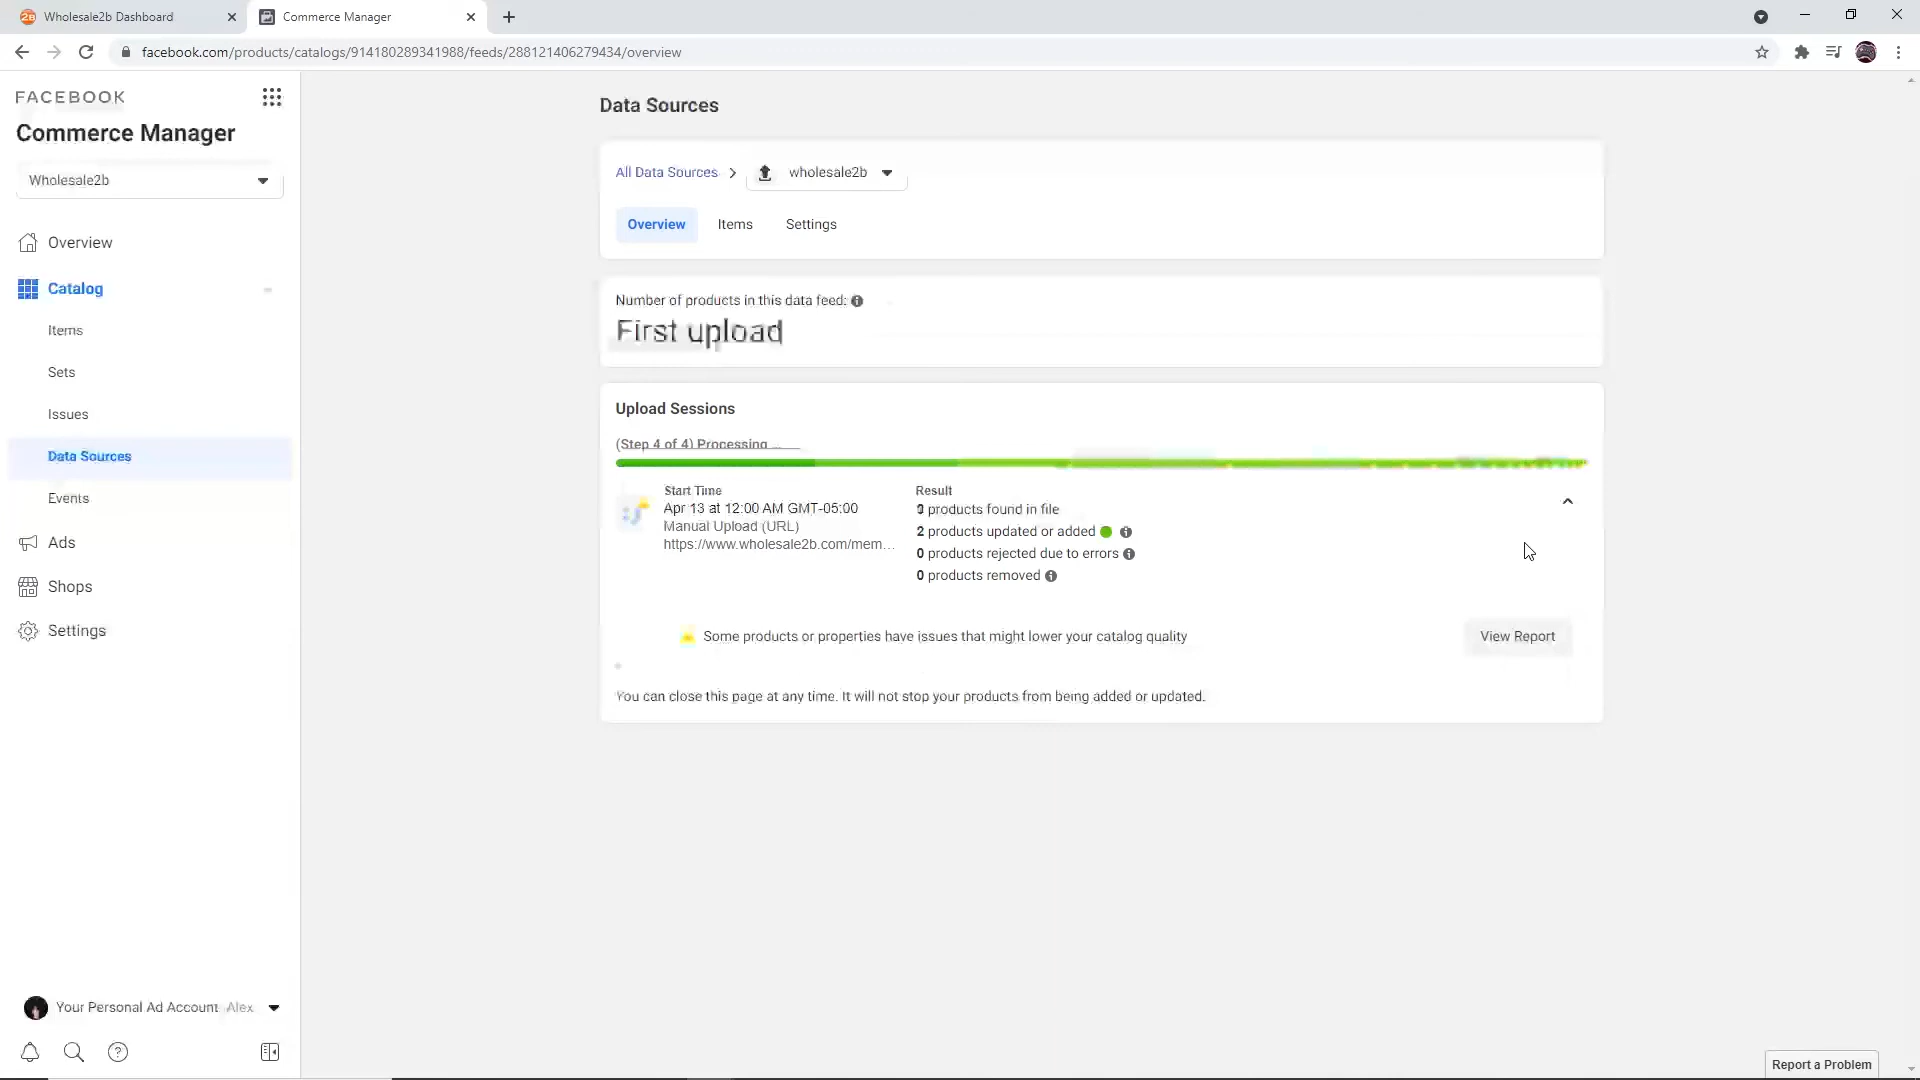 Wholesale2b Dashboard
Commerce Manager
facebook.com/products/catalogs/914180289341988/feeds/288121406279434/overview
FACEBOOK
Commerce Manager
Wholesale2b
Overview
Catalog
Items
Sets
Issues
Data Sources
Events
Ads
Shops
Settings
Your Personal Ad Account Alex
Data Sources
All Data Sources
wholesale2b
Overview
Items
Settings
Number of products in this data feed:
First upload
Upload Sessions
(Step 4 of 4) Processing ...
Start Time
Apr 13 at 12:00 AM GMT-05:00
Manual Upload (URL)
https://www.wholesale2b.com/mem...
Result
products found in file
2 products updated or added
0 products rejected due to errors
0 products removed
Some products or properties have issues that might lower your catalog quality
View Report
You can close this page at any time. It will not stop your products from being added or updated.
Report a Problem